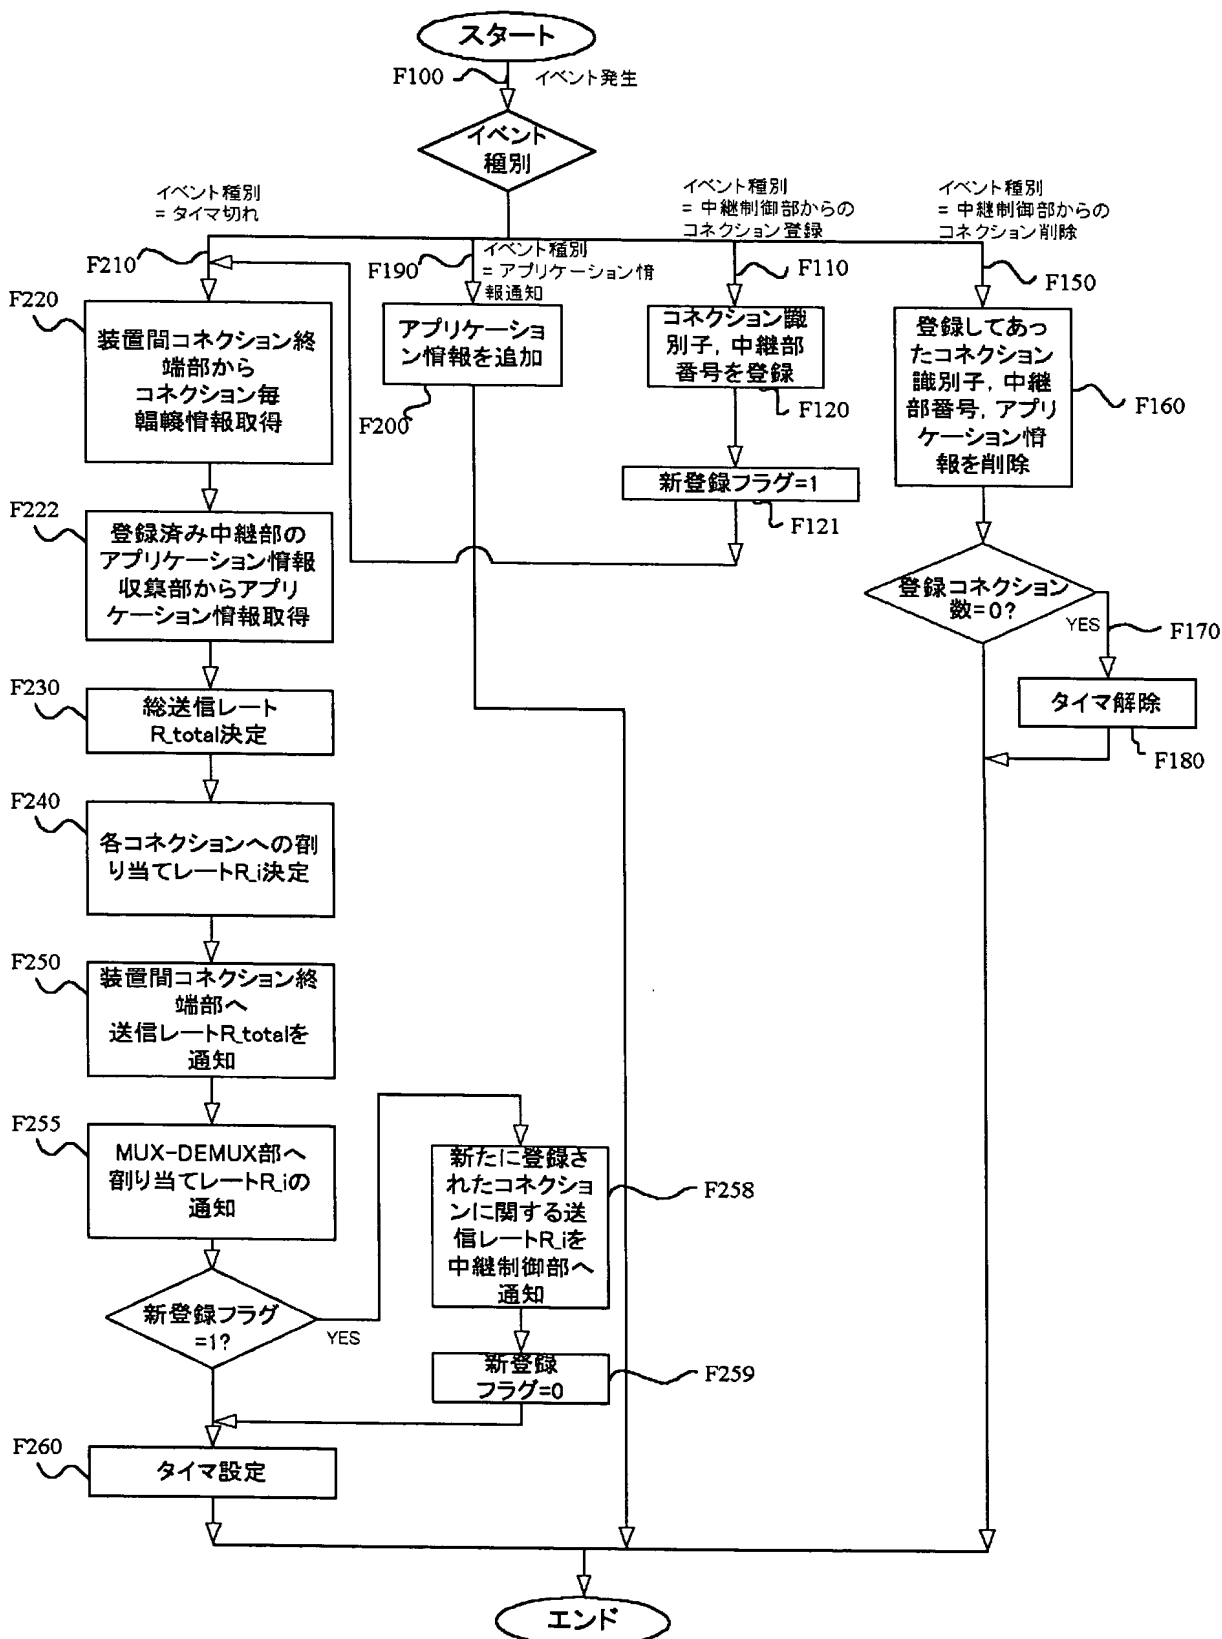 スタート
F100
イベント発生
イベント
種別
イベント種別
= タイマ切れ
F210
F190
イベント種別
= アプリケーション情
報通知
イベント種別
= 中継制御部からの
コネクション登録
F110
イベント種別
= 中継制御部からの
コネクション削除
F150
F220
装置間コネクション終
端部から
コネクション毎
輻輳情報取得
アプリケーショ
ン情報を追加
F200
コネクション識
別子, 中継部
番号を登録
F120
登録してあっ
たコネクション
識別子, 中継
部番号, アプリ
ケーション情
報を削除
F160
新登録フラグ=1
F121
F222
登録済み中継部の
アプリケーション情報
収集部からアプリ
ケーション情報取得
登録コネクション
数=0?
YES
F170
タイマ解除
F180
F230
総送信レート
R_total決定
F240
各コネクションへの割
り当てレートR_i決定
F250
装置間コネクション終
端部へ
送信レートR_totalを
通知
F255
MUX-DEMUX部へ
割り当てレートR_iの
通知
新たに登録さ
れたコネクショ
ンに関する送
信レートR_iを
中継制御部へ
通知
F258
新登録フラグ
=1?
YES
新登録
フラグ=0
F259
F260
タイマ設定
エンド